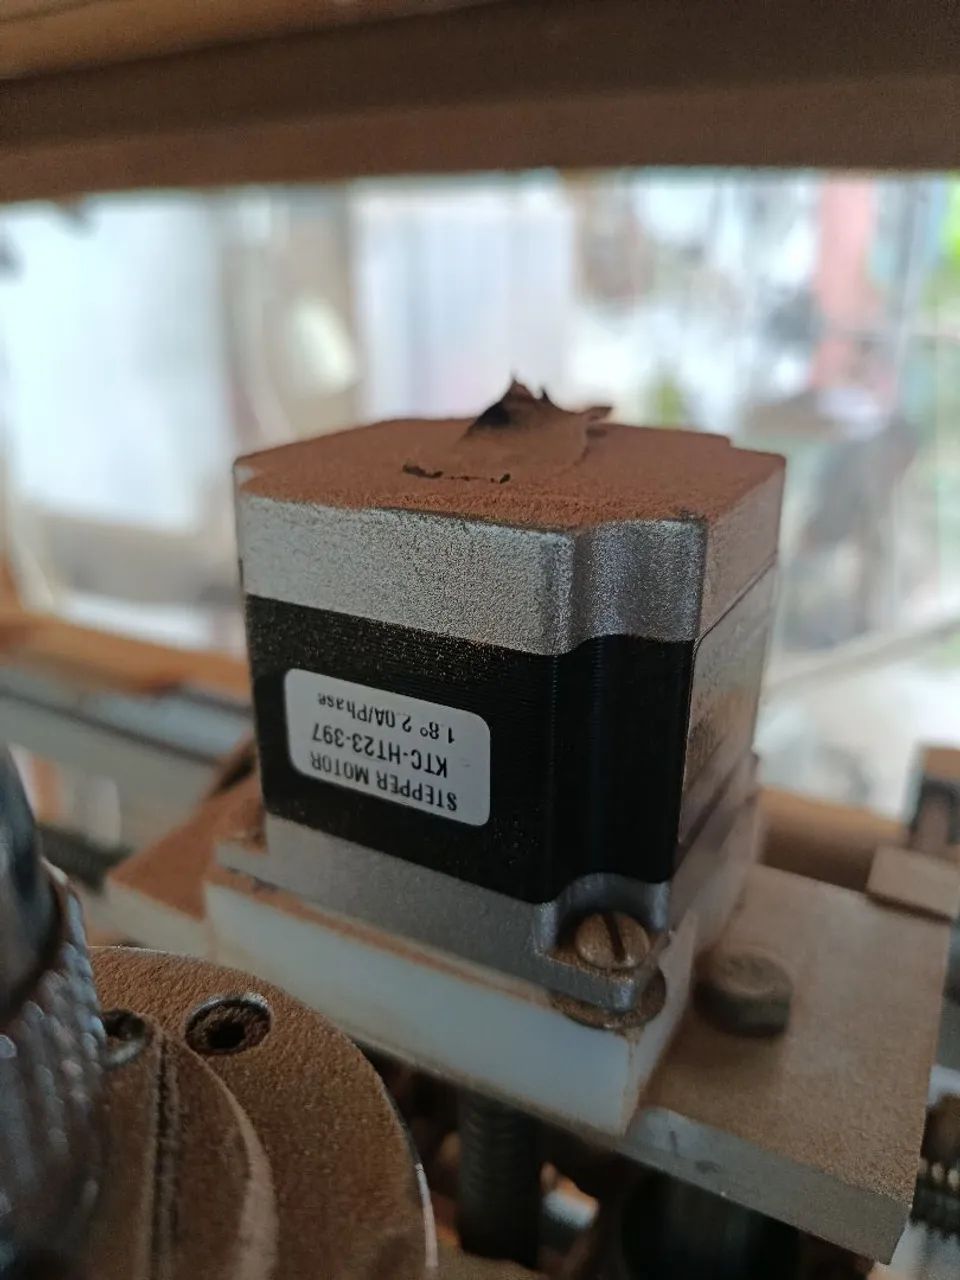 STEPPER MOTOR
KTC-HT23-397
1.8° 2.0A/Phase